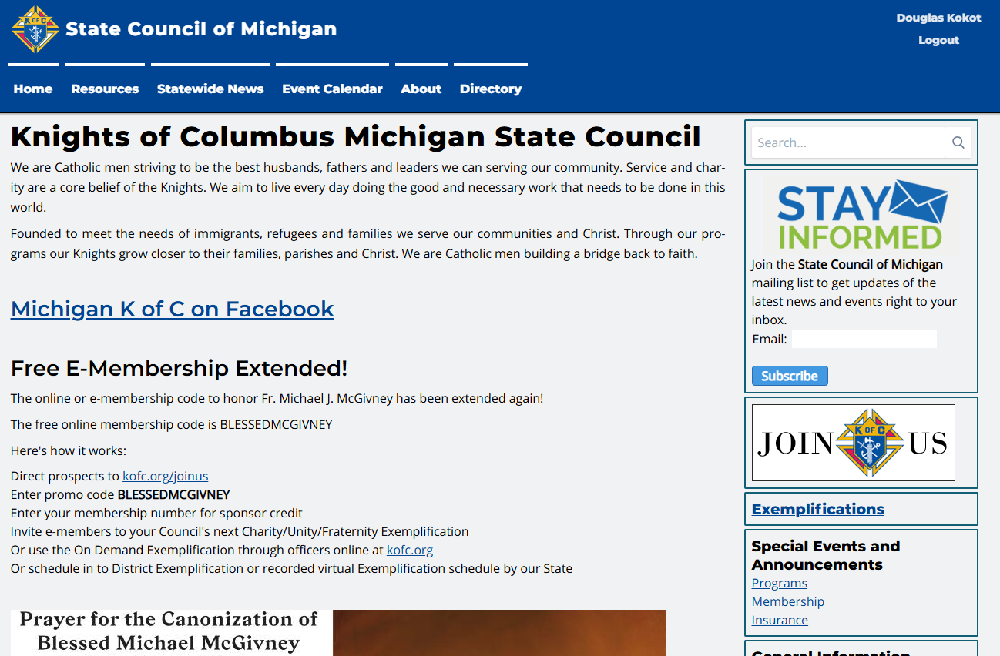 K OF C
State Council of Michigan
Douglas Kokot
Logout
Home Resources Statewide News Event Calendar About Directory
Knights of Columbus Michigan State Council
We are Catholic men striving to be the best husbands, fathers and leaders we can serving our community. Service and char-
ity are a core belief of the Knights. We aim to live every day doing the good and necessary work that needs to be done in this
world.
Founded to meet the needs of immigrants, refugees and families we serve our communities and Christ. Through our pro-
grams our Knights grow closer to their families, parishes and Christ. We are Catholic men building a bridge back to faith.
Michigan K of C on Facebook
Free E-Membership Extended!
The online or e-membership code to honor Fr. Michael J. McGivney has been extended again!
The free online membership code is BLESSEDMCGIVNEY
Here's how it works:
Direct prospects to kofc.org/joinus
Enter promo code BLESSEDMCGIVNEY
Enter your membership number for sponsor credit
Invite e-members to your Council's next Charity/Unity/Fraternity Exemplification
Or use the On Demand Exemplification through officers online at kofc.org
Or schedule in to District Exemplification or recorded virtual Exemplification schedule by our State
Prayer for the Canonization of
Blessed Michael McGivney
Search...
STAY
INFORMED
Join the State Council of Michigan
mailing list to get updates of the
latest news and events right to your
inbox.
Email:
Subscribe
JOIN K OF C US
Exemplifications
Special Events and
Announcements
Programs
Membership
Insurance
General Information